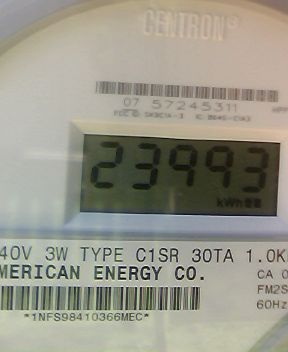 CENTRON®
07 57245311
23993
kWh
40V 3W TYPE C1SR 30TA 1.0K
MERICAN ENERGY CO.
CA 0
FM2S
60Hz
*1NFS98410366MEC*